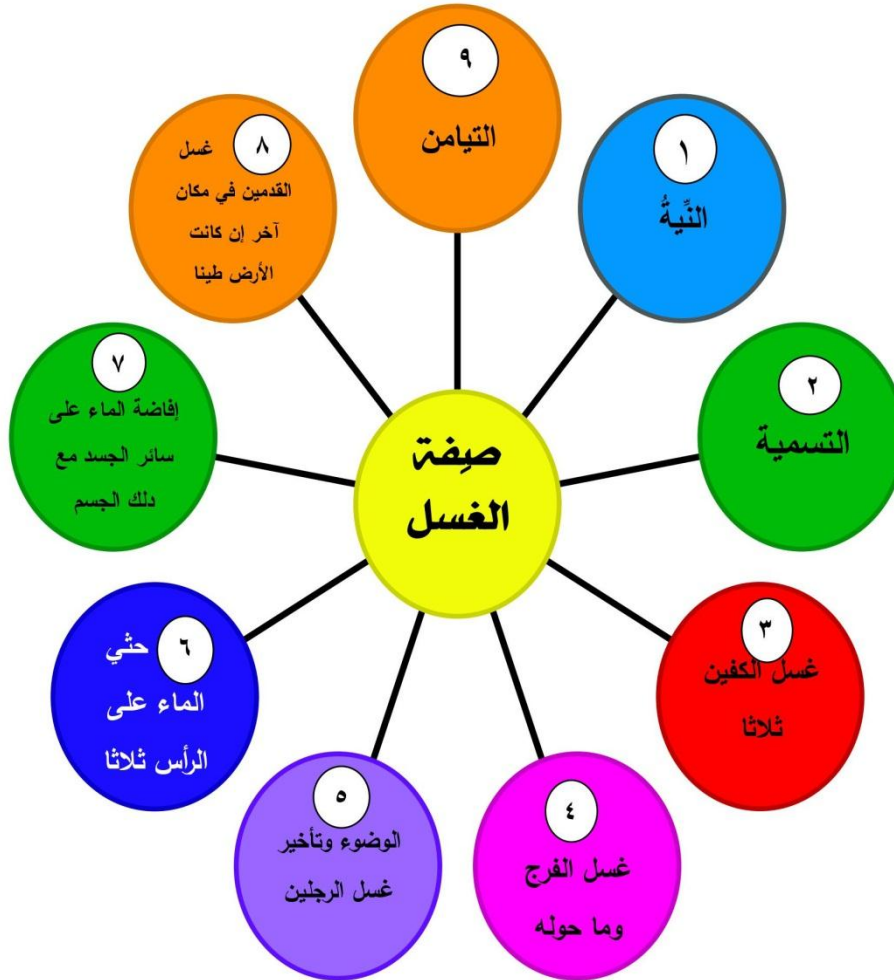 صِفة
الغسل
١
النِّيةُ
٢
التسمية
٣
غسل الكفين
ثلاثا
٤
غسل الفرج
وما حوله
٥
الوضوء وتأخير
غسل الرجلين
٦ حثي
الماء على
الرأس ثلاثا
٧
إفاضة الماء على
سائر الجسد مع
دلك الجسم
٨ غسل
القدمين في مكان
آخر إن كانت
الأرض طينا
٩
التيامن